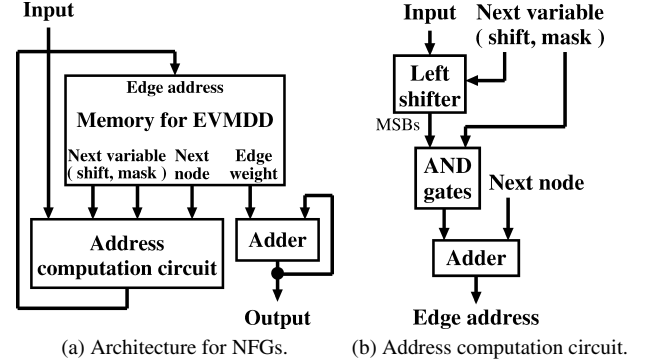 Input
Edge address
Memory for EVMDD
Next variable
( shift, mask )
Next
node
Edge
weight
Address
computation circuit
Adder
Output
(a) Architecture for NFGs.
Input
Next variable
( shift, mask )
Left
shifter
MSBs
AND
gates
Next node
Adder
Edge address
(b) Address computation circuit.